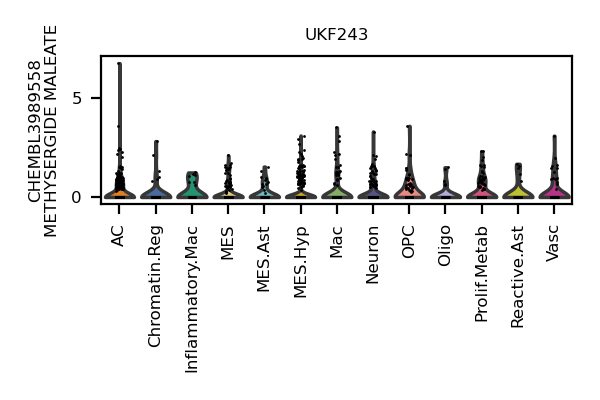 UKF243
CHEMBL3989558
METHYSERGIDE MALEATE
5
0
AC
Chromatin.Reg
Inflammatory.Mac
MES
MES.Ast
MES.Hyp
Mac
Neuron
OPC
Oligo
Prolif.Metab
Reactive.Ast
Vasc